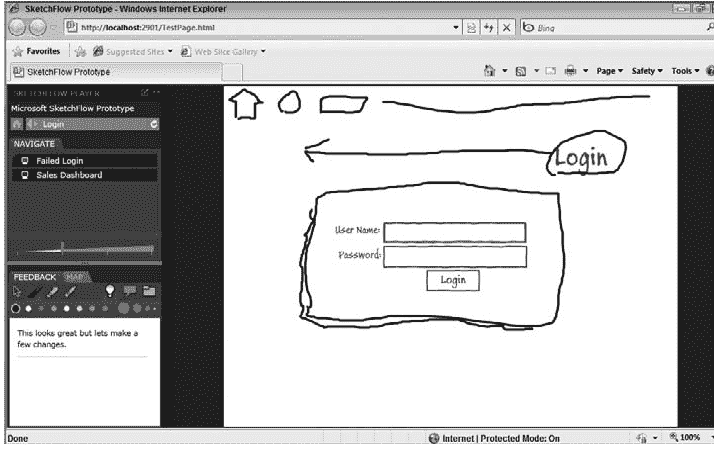 SketchFlow Prototype - Windows Internet Explorer
http://localhost:2901/TestPage.html
Bing
Favorites
Suggested Sites
Web Slice Gallery
SketchFlow Prototype
Page
Safety
Tools
SKETCHFLOW PLAYER
Microsoft SketchFlow Prototype
Login
NAVIGATE
Failed Login
Sales Dashboard
FEEDBACK MAP
This looks great but lets make a
few changes.
Login
User Name:
Password:
Login
Done
Internet | Protected Mode: On
100%